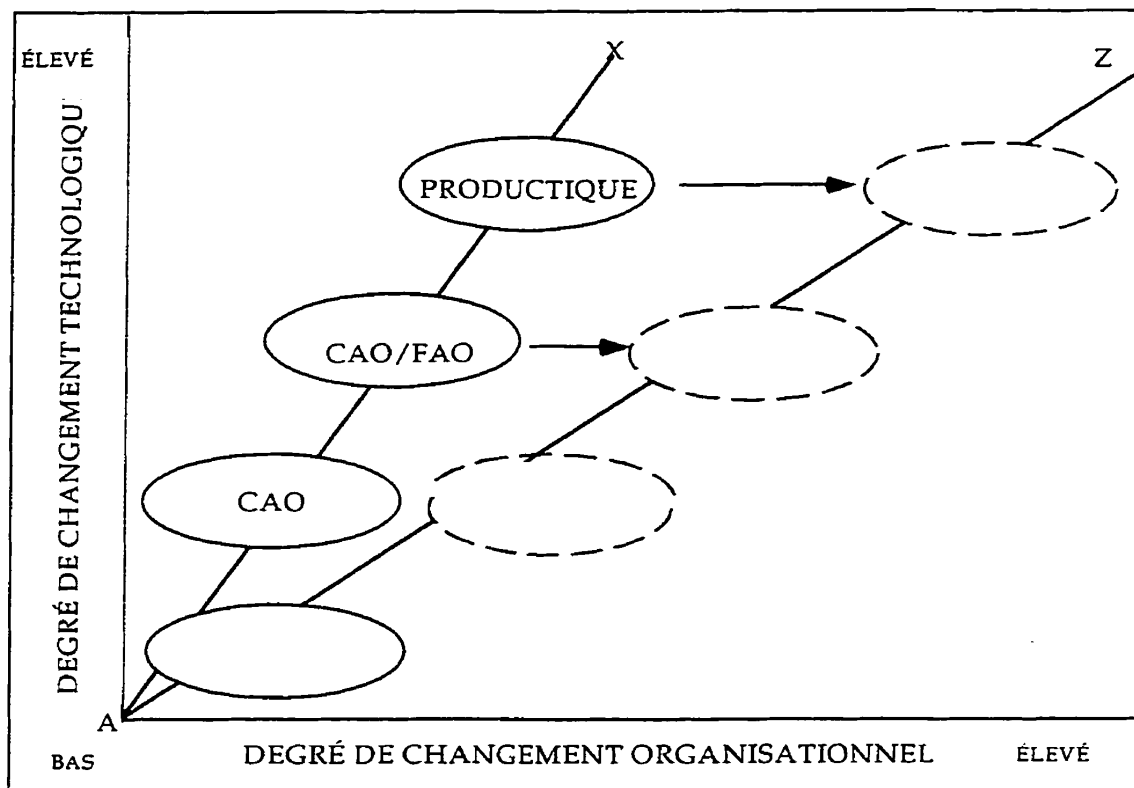 ÉLEVÉ
X
Z
DEGRÉ DE CHANGEMENT TECHNOLOGIQU
PRODUCTIQUE
CAO/FAO
CAO
A
BAS
DEGRÉ DE CHANGEMENT ORGANISATIONNEL
ÉLEVÉ